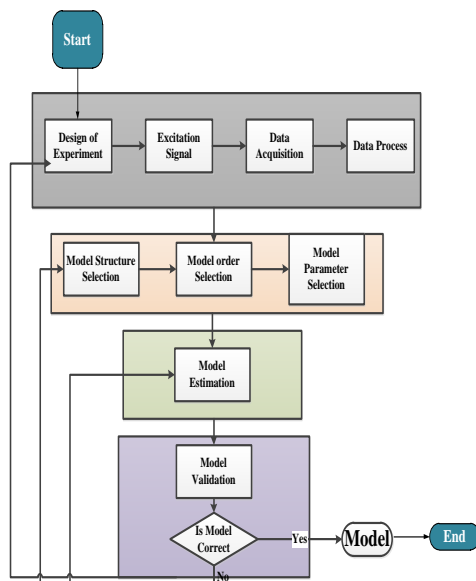 Start
Design of
Experiment
Excitation
Signal
Data
Acquisition
Data Process
Model Structure
Selection
Model order
Selection
Model
Parameter
Selection
Model
Estimation
Model
Validation
Is Model
Correct
Yes
Model
End
No